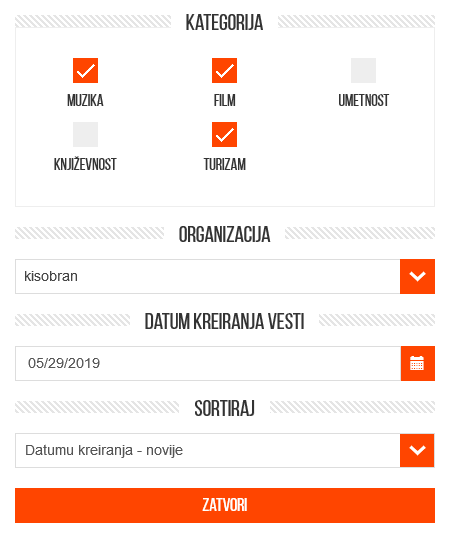 KATEGORIJA
MUZIKA FILM UMETNOST
KNJIŽEVNOST TURIZAM
ORGANIZACIJA
kisobran
DATUM KREIRANJA VESTI
05/29/2019
SORTIRAJ
Datumu kreiranja - novije
ZATVORI